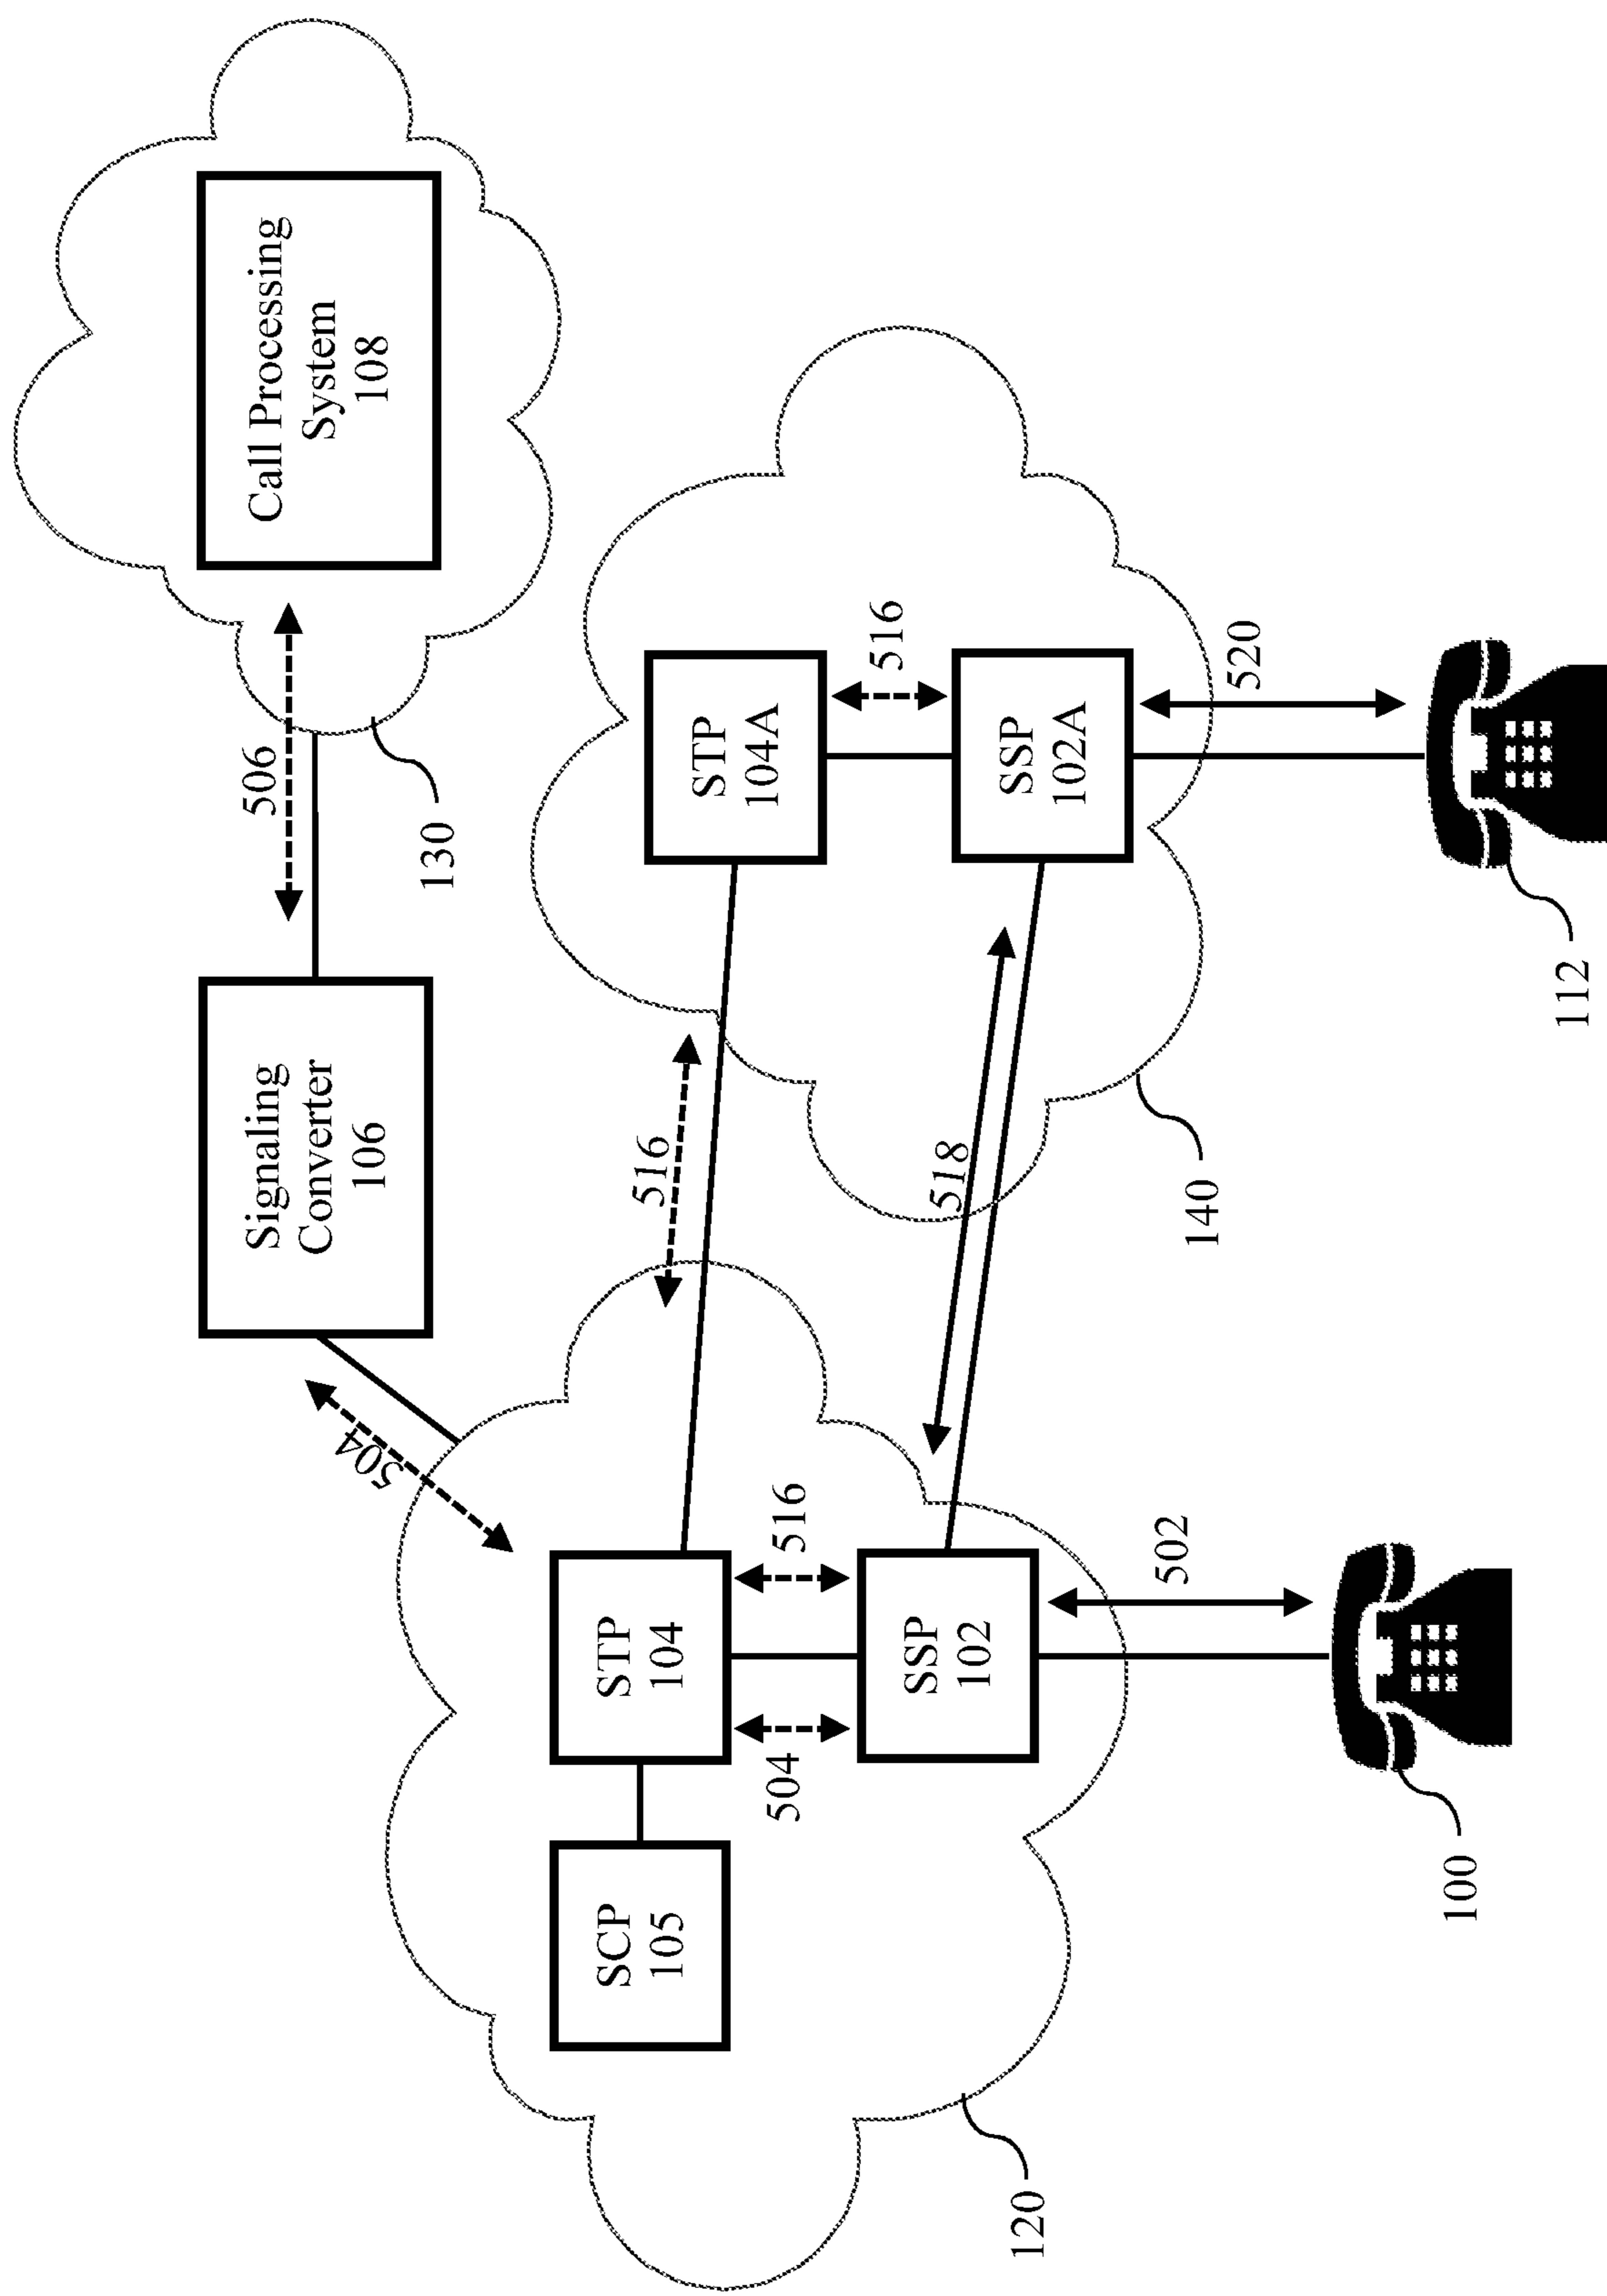 Call Processing
System
108
506
130
Signaling
Converter
106
504
516
STP
104A
516
SSP
102A
520
518
140
112
STP
104
516
504
SSP
102
502
SCP
105
100
120